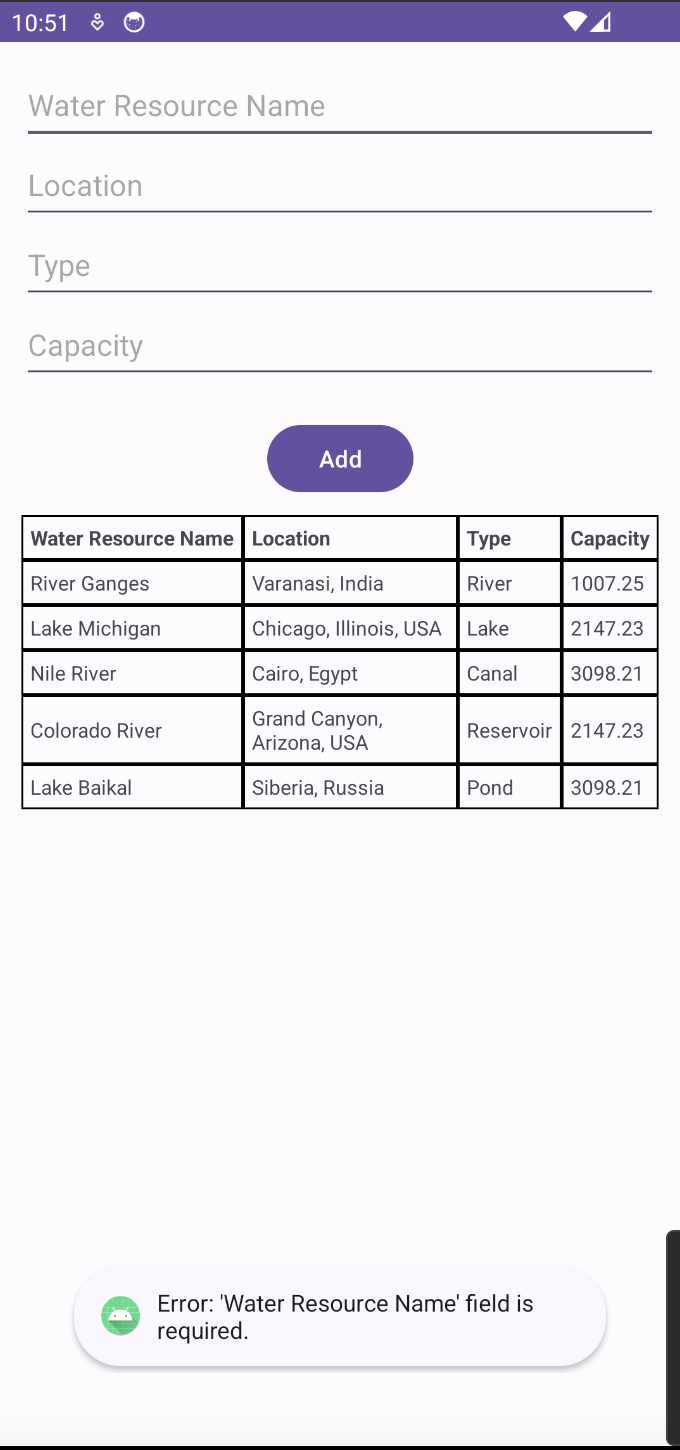 10:51
Water Resource Name
Location
Type
Capacity
Add
Water Resource Name Location Type Capacity
River Ganges Varanasi, India River 1007.25
Lake Michigan Chicago, Illinois, USA Lake 2147.23
Nile River Cairo, Egypt Canal 3098.21
Colorado River Grand Canyon, Reservoir 2147.23
Arizona, USA
Lake Baikal Siberia, Russia Pond 3098.21
Error: 'Water Resource Name' field is
required.